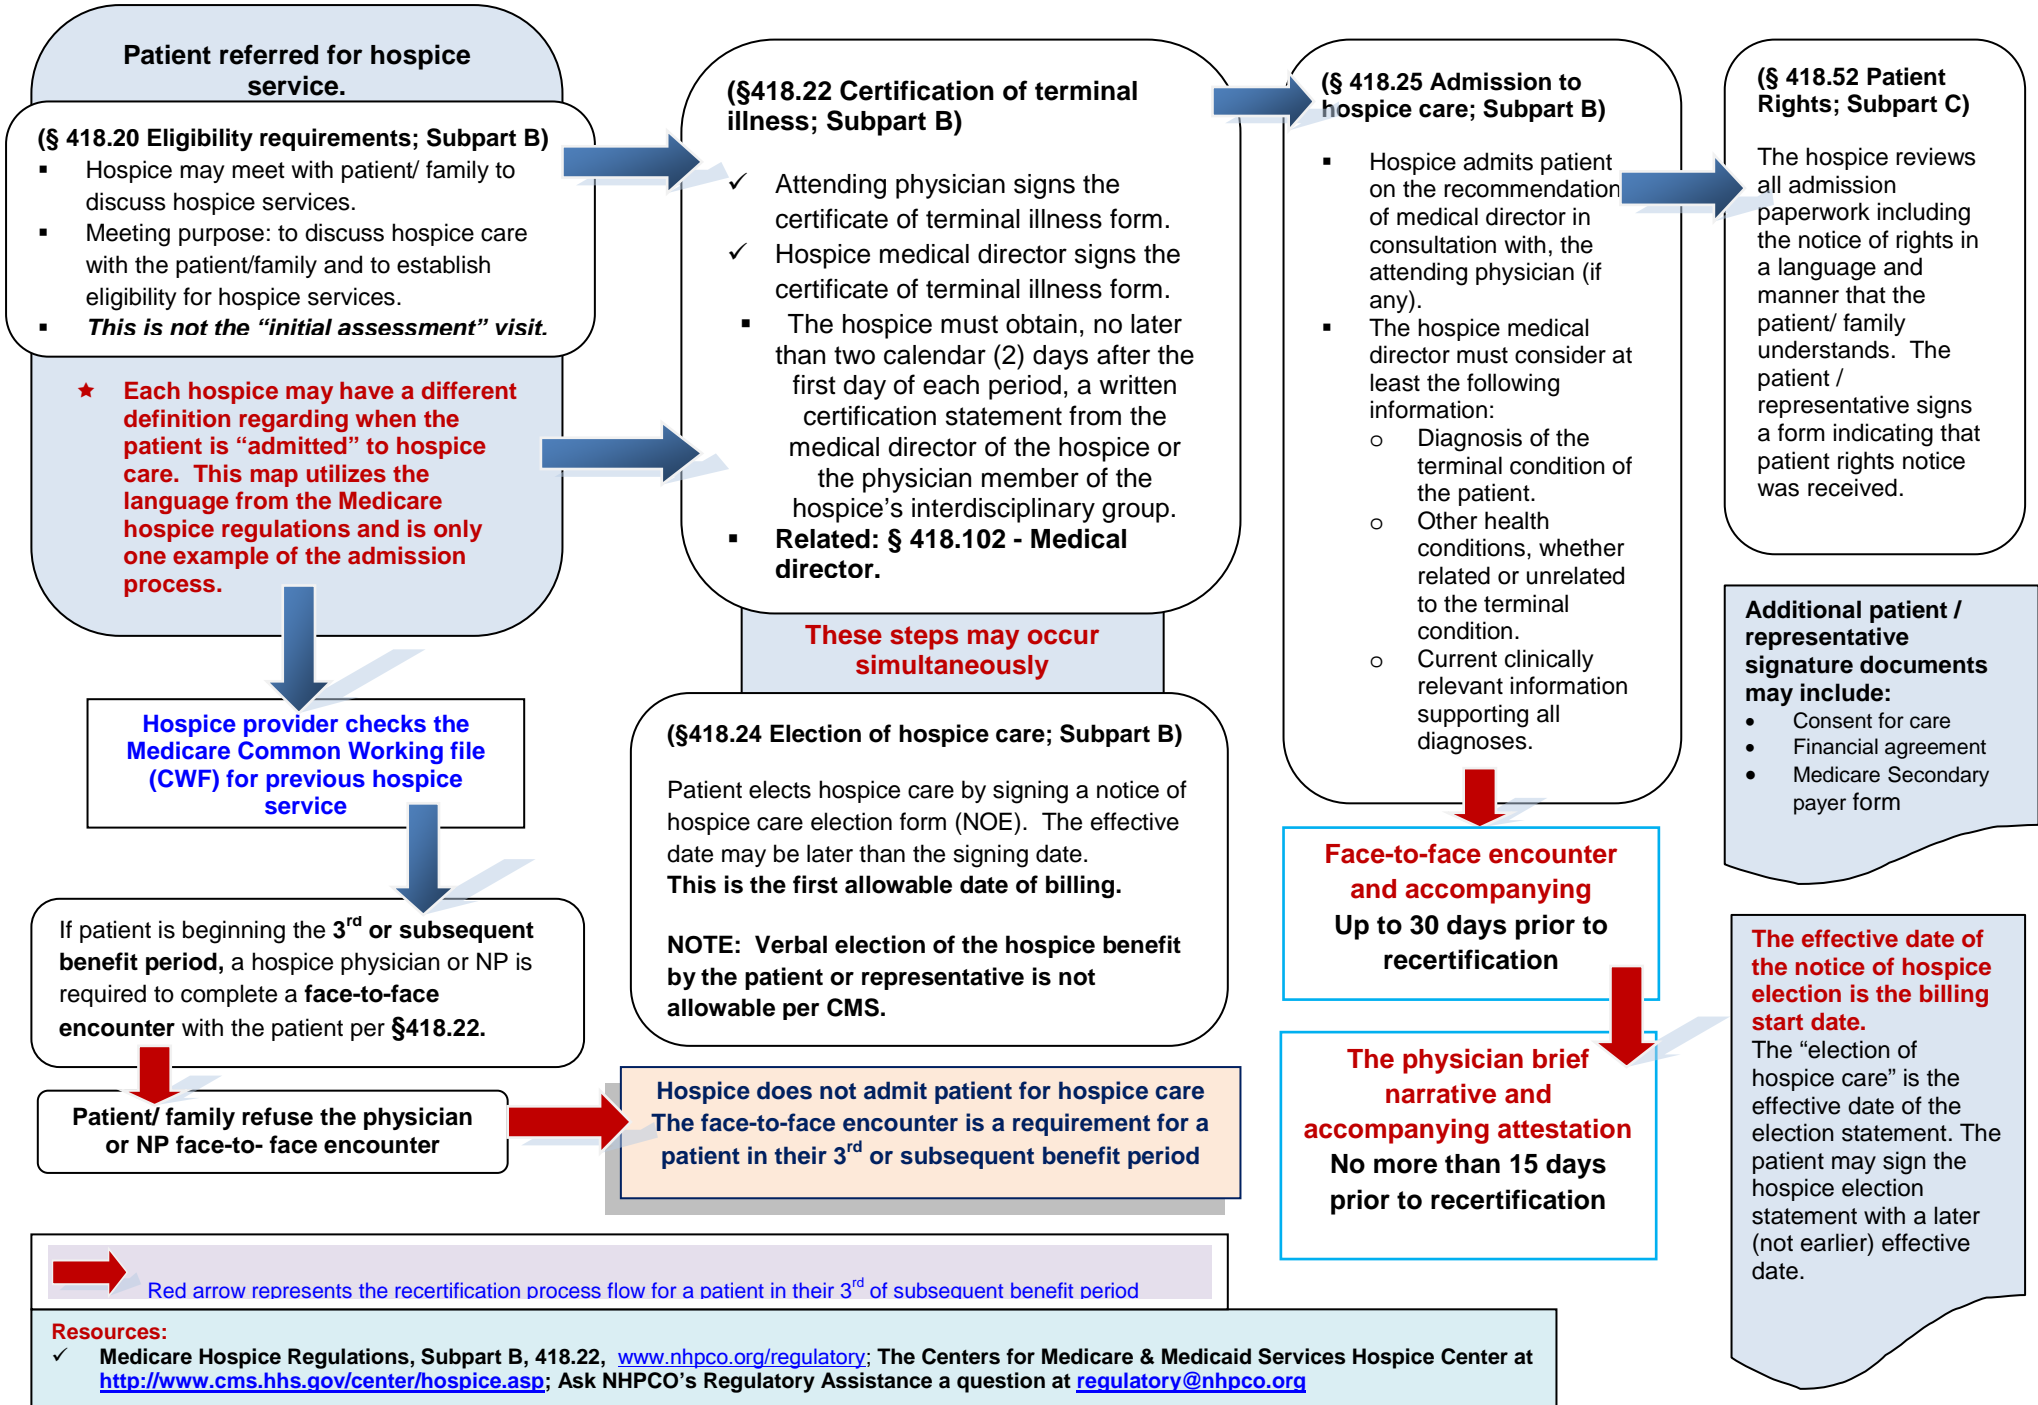 Patient referred for hospice
service.
(§ 418.20 Eligibility requirements; Subpart B)
▪ Hospice may meet with patient/ family to
discuss hospice services.
▪ Meeting purpose: to discuss hospice care
with the patient/family and to establish
eligibility for hospice services.
▪ This is not the “initial assessment” visit.
★ Each hospice may have a different
definition regarding when the
patient is “admitted” to hospice
care.  This map utilizes the
language from the Medicare
hospice regulations and is only
one example of the admission
process.
Hospice provider checks the
Medicare Common Working file
(CWF) for previous hospice
service
If patient is beginning the 3rd or subsequent
benefit period, a hospice physician or NP is
required to complete a face-to-face
encounter with the patient per §418.22.
Patient/ family refuse the physician
or NP face-to- face encounter
(§418.22 Certification of terminal
illness; Subpart B)
✓ Attending physician signs the
certificate of terminal illness form.
✓ Hospice medical director signs the
certificate of terminal illness form.
▪ The hospice must obtain, no later
than two calendar (2) days after the
first day of each period, a written
certification statement from the
medical director of the hospice or
the physician member of the
hospice’s interdisciplinary group.
▪ Related: § 418.102 - Medical
director.
These steps may occur
simultaneously
(§418.24 Election of hospice care; Subpart B)
Patient elects hospice care by signing a notice of
hospice care election form (NOE).  The effective
date may be later than the signing date.
This is the first allowable date of billing.
NOTE:  Verbal election of the hospice benefit
by the patient or representative is not
allowable per CMS.
Hospice does not admit patient for hospice care
The face-to-face encounter is a requirement for a
patient in their 3rd or subsequent benefit period
(§ 418.25 Admission to
hospice care; Subpart B)
▪ Hospice admits patient
on the recommendation
of medical director in
consultation with, the
attending physician (if
any).
▪ The hospice medical
director must consider at
least the following
information:
o Diagnosis of the
terminal condition of
the patient.
o Other health
conditions, whether
related or unrelated
to the terminal
condition.
o Current clinically
relevant information
supporting all
diagnoses.
Face-to-face encounter
and accompanying
Up to 30 days prior to
recertification
The physician brief
narrative and
accompanying attestation
No more than 15 days
prior to recertification
(§ 418.52 Patient
Rights; Subpart C)
The hospice reviews
all admission
paperwork including
the notice of rights in
a language and
manner that the
patient/ family
understands.  The
patient /
representative signs
a form indicating that
patient rights notice
was received.
Additional patient /
representative
signature documents
may include:
• Consent for care
• Financial agreement
• Medicare Secondary
payer form
The effective date of
the notice of hospice
election is the billing
start date.
The “election of
hospice care” is the
effective date of the
election statement. The
patient may sign the
hospice election
statement with a later
(not earlier) effective
date.
Red arrow represents the recertification process flow for a patient in their 3rd of subsequent benefit period
Resources:
✓ Medicare Hospice Regulations, Subpart B, 418.22,  www.nhpco.org/regulatory; The Centers for Medicare & Medicaid Services Hospice Center at
http://www.cms.hhs.gov/center/hospice.asp; Ask NHPCO’s Regulatory Assistance a question at regulatory@nhpco.org